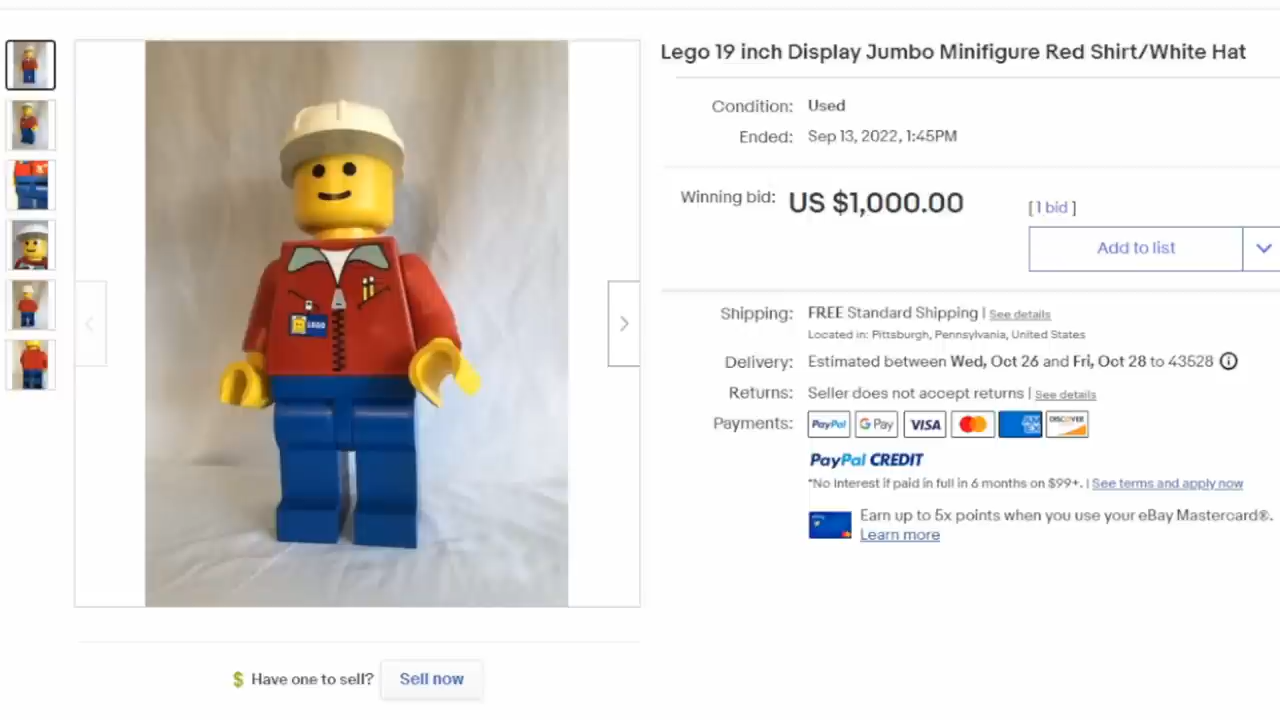 Lego 19 inch Display Jumbo Minifigure Red Shirt/White Hat
Condition: Used
Ended: Sep 13, 2022, 1:45PM
Winning bid: US $1,000.00
[ 1 bid ]
Add to list
Shipping: FREE Standard Shipping | See details
Located in: Pittsburgh, Pennsylvania, United States
Delivery: Estimated between Wed, Oct 26 and Fri, Oct 28 to 43528
Returns: Seller does not accept returns | See details
Payments: PayPal G Pay VISA DISCOVER
PayPal CREDIT
*No Interest if paid in full in 6 months on $99+. | See terms and apply now
Earn up to 5x points when you use your eBay Mastercard®.
Learn more
LEGO
$ Have one to sell? Sell now